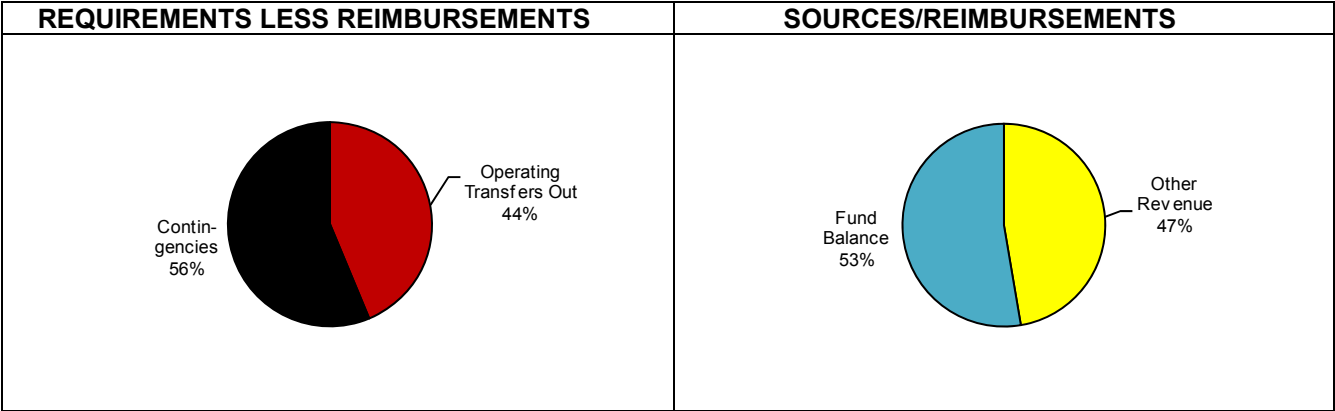 REQUIREMENTS LESS REIMBURSEMENTS
SOURCES/REIMBURSEMENTS
Operating
Transfers Out
44%
Contin-
gencies
56%
Other
Revenue
47%
Fund
Balance
53%